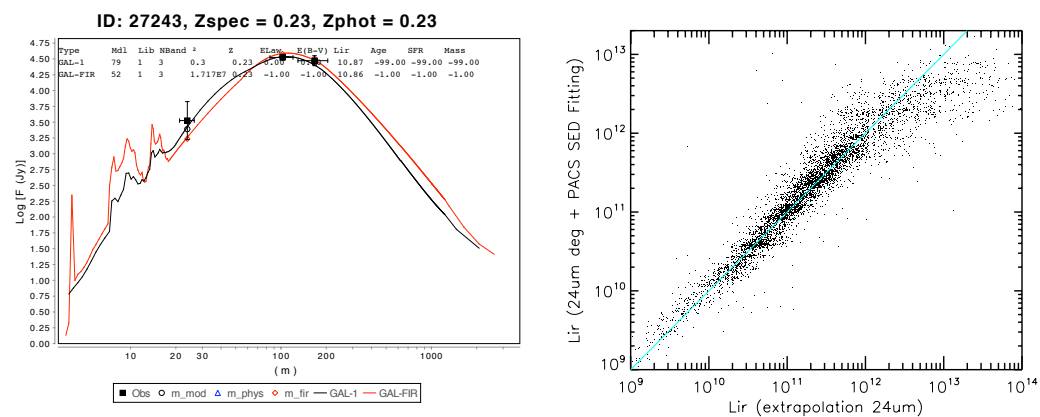 ID: 27243, Zspec = 0.23, Zphot = 0.23
Type Mdl Lib NBand ² Z ELaw E(B-V) Lir Age SFR Mass
GAL-1 79 1 3 0.3 0.23 10.87 -99.00 -99.00 -99.00
GAL-FIR 52 1 3 1.717E7 0.23 -1.00 -1.00 10.86 -1.00 -1.00 -1.00
Log [F (Jy)]
4.75
4.50
4.25
4.00
3.75
3.50
3.25
3.00
2.75
2.50
2.25
2.00
1.75
1.50
1.25
1.00
0.75
0.50
0.25
0.00
10 20 30 100 200 300 1000
( m )
Obs m_mod m_phys m_fir GAL-1 GAL-FIR
Lir (24um deg + PACS SED Fitting)
10^13
10^12
10^11
10^10
10^9
10^9 10^10 10^11 10^12 10^13 10^14
Lir (extrapolation 24um)